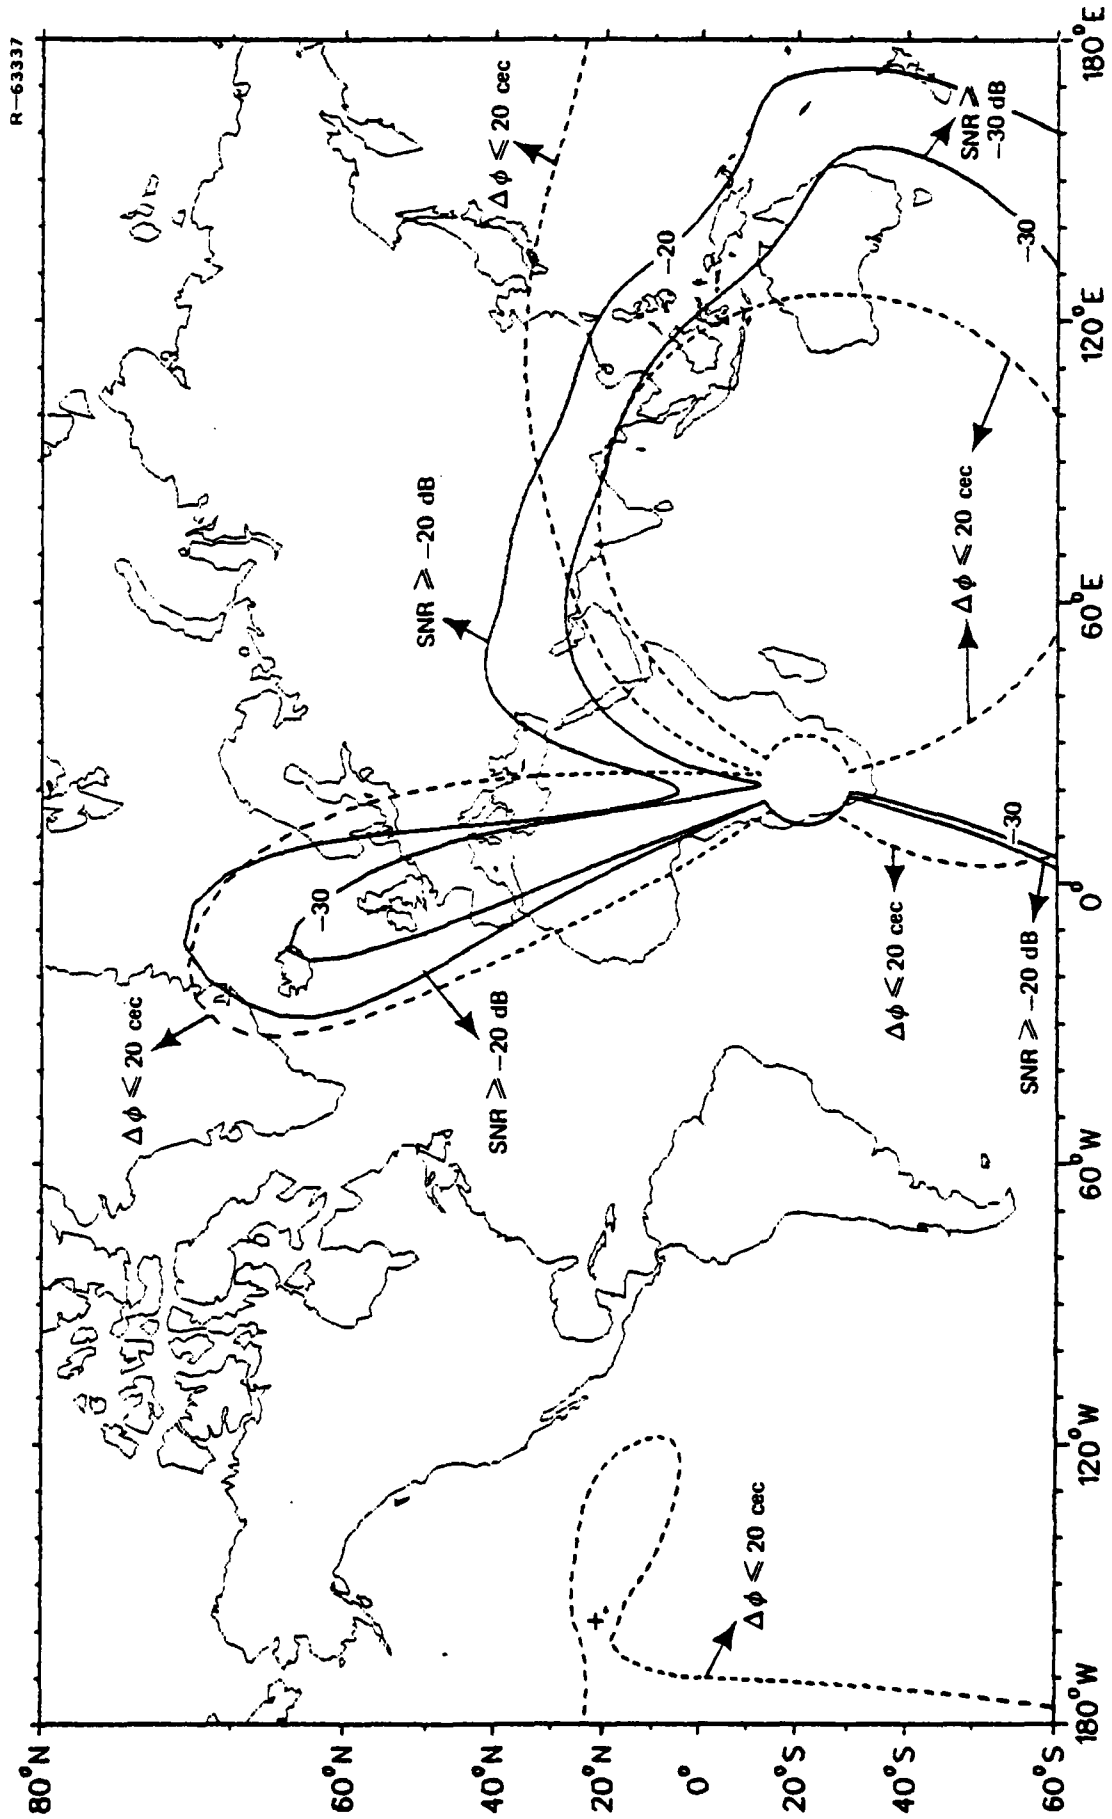 R-63337
80°N
60°N
40°N
20°N
0°
20°S
40°S
60°S
180°W
120°W
60°W
0°
60°E
120°E
180°E
Δϕ ⩽ 20 cec
SNR ⩾ -20 dB
-30
SNR ⩾ -20 dB
Δϕ ⩽ 20 cec
-20
SNR ⩾
-30 dB
-30
Δϕ ⩽ 20 cec
Δϕ ⩽ 20 cec
-30
SNR ⩾ -20 dB
Δϕ ⩽ 20 cec
+